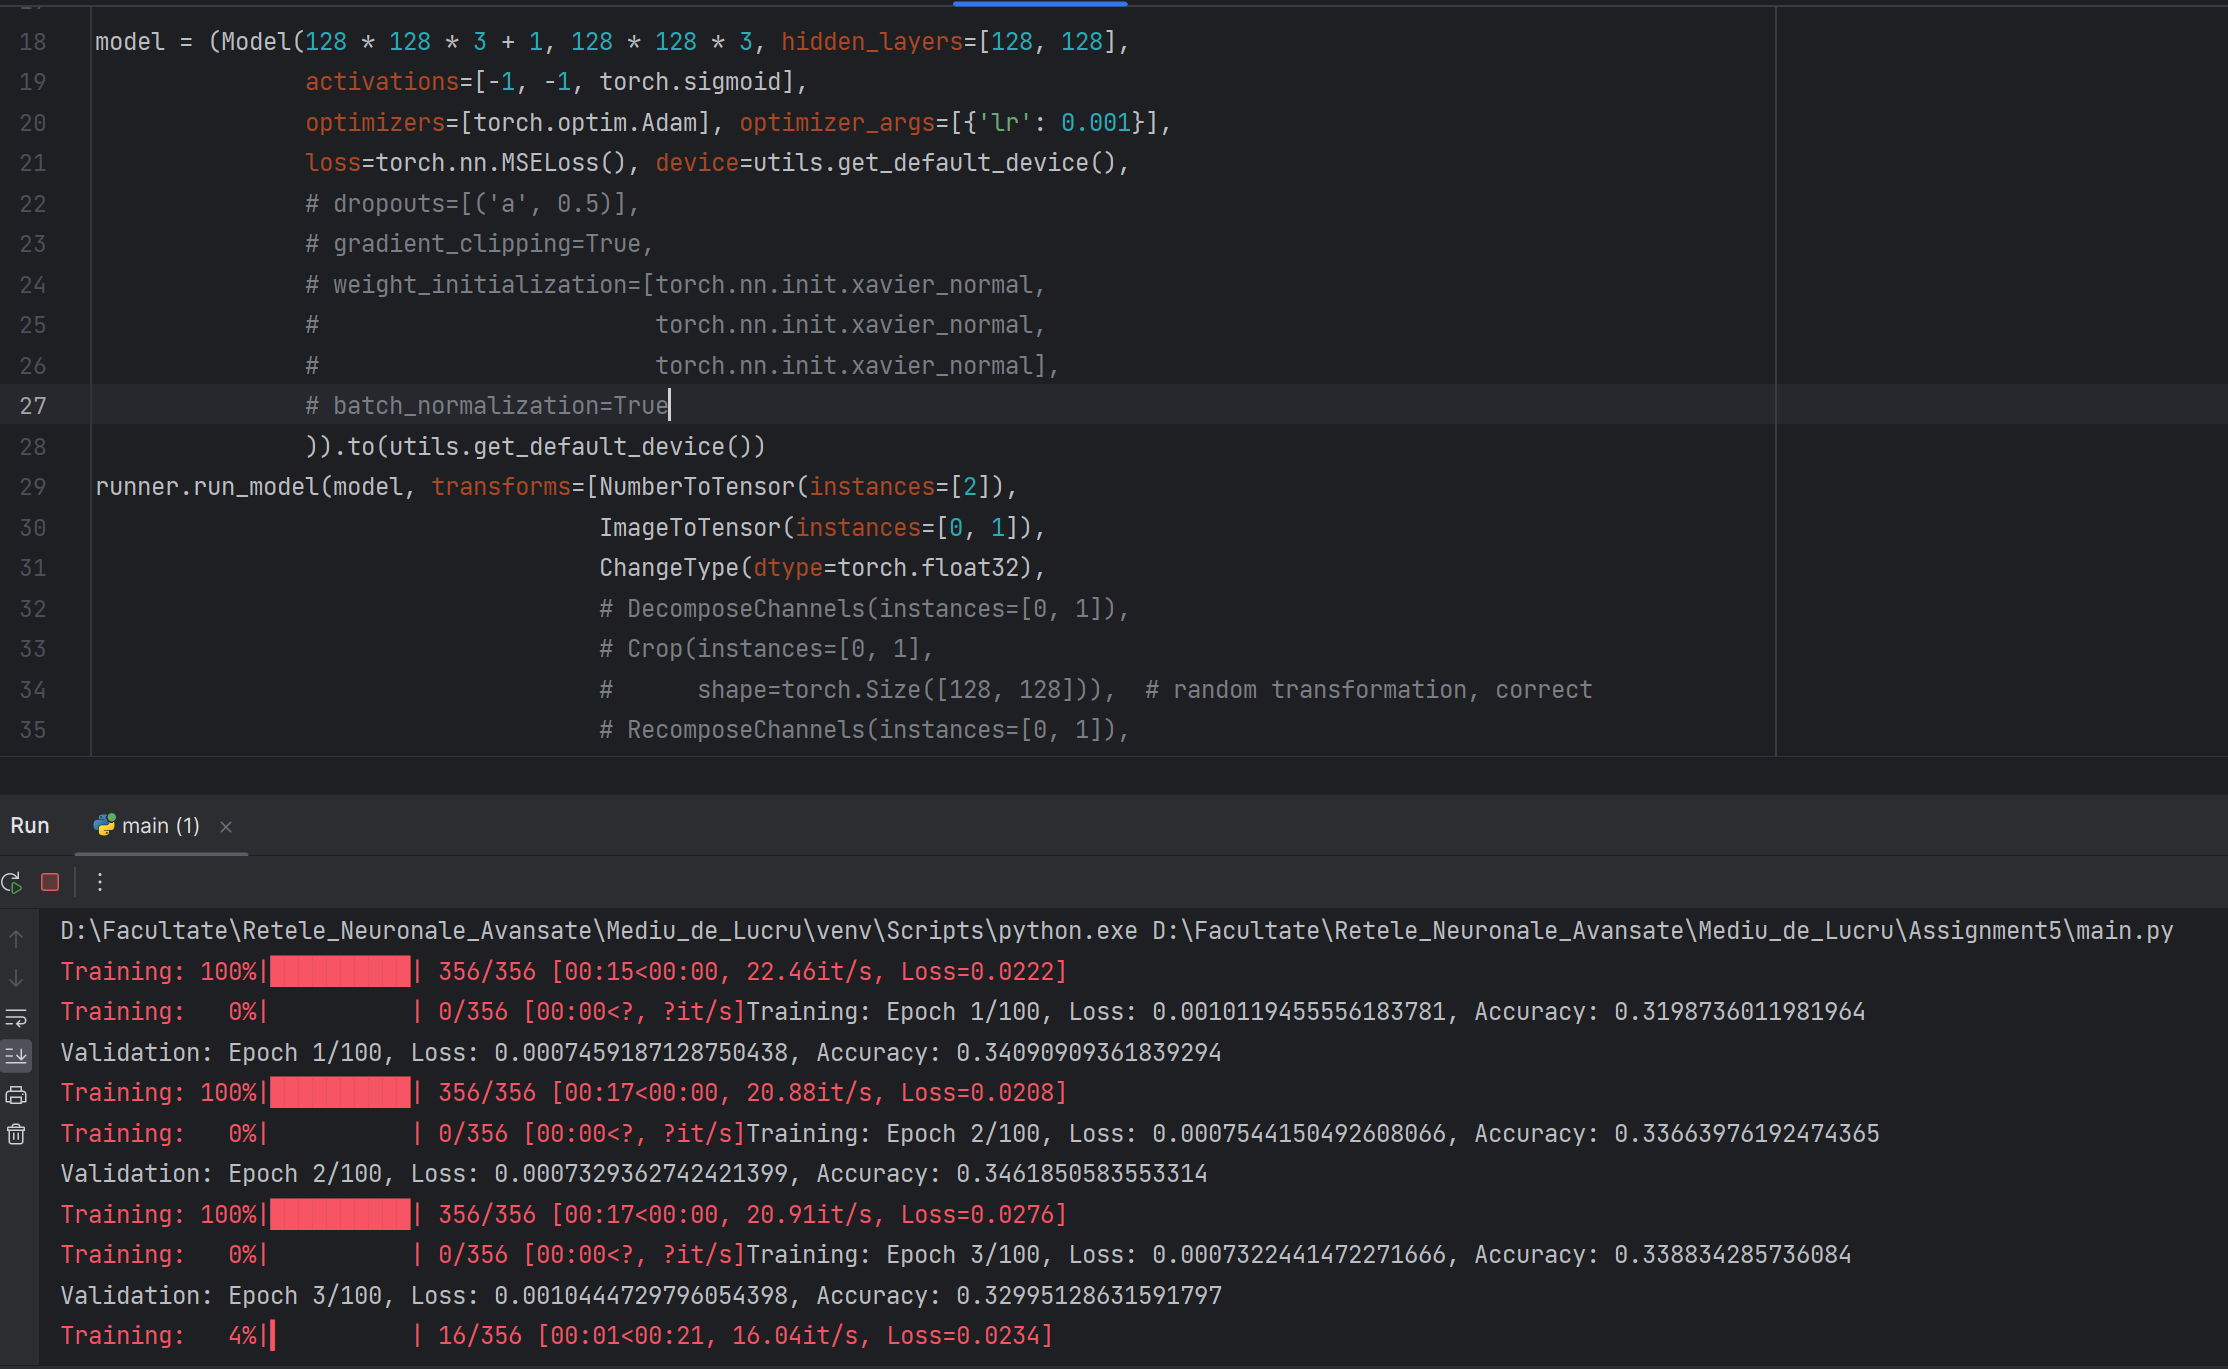 18 model = (Model(128 * 128 * 3 + 1, 128 * 128 * 3, hidden_layers=[128, 128],
19 activations=[-1, -1, torch.sigmoid],
20 optimizers=[torch.optim.Adam], optimizer_args=[{'lr': 0.001}],
21 loss=torch.nn.MSELoss(), device=utils.get_default_device(),
22 # dropouts=[('a', 0.5)],
23 # gradient_clipping=True,
24 # weight_initialization=[torch.nn.init.xavier_normal,
25 # torch.nn.init.xavier_normal,
26 # torch.nn.init.xavier_normal],
27 # batch_normalization=True
28 )).to(utils.get_default_device())
29 runner.run_model(model, transforms=[NumberToTensor(instances=[2]),
30 ImageToTensor(instances=[0, 1]),
31 ChangeType(dtype=torch.float32),
32 # DecomposeChannels(instances=[0, 1]),
33 # Crop(instances=[0, 1],
34 # shape=torch.Size([128, 128])), # random transformation, correct
35 # RecomposeChannels(instances=[0, 1]),
Run main (1)
D:\Facultate\Retele_Neuronale_Avansate\Mediu_de_Lucru\venv\Scripts\python.exe D:\Facultate\Retele_Neuronale_Avansate\Mediu_de_Lucru\Assignment5\main.py
Training: 100%|██████████| 356/356 [00:15<00:00, 22.46it/s, Loss=0.0222]
Training: 0%| | 0/356 [00:00<?, ?it/s]Training: Epoch 1/100, Loss: 0.0010119455556183781, Accuracy: 0.3198736011981964
Validation: Epoch 1/100, Loss: 0.0007459187128750438, Accuracy: 0.34090909361839294
Training: 100%|██████████| 356/356 [00:17<00:00, 20.88it/s, Loss=0.0208]
Training: 0%| | 0/356 [00:00<?, ?it/s]Training: Epoch 2/100, Loss: 0.0007544150492608066, Accuracy: 0.33663976192474365
Validation: Epoch 2/100, Loss: 0.0007329362742421399, Accuracy: 0.3461850583553314
Training: 100%|██████████| 356/356 [00:17<00:00, 20.91it/s, Loss=0.0276]
Training: 0%| | 0/356 [00:00<?, ?it/s]Training: Epoch 3/100, Loss: 0.0007322441472271666, Accuracy: 0.338834285736084
Validation: Epoch 3/100, Loss: 0.0010444729796054398, Accuracy: 0.32995128631591797
Training: 4%|▍ | 16/356 [00:01<00:21, 16.04it/s, Loss=0.0234]